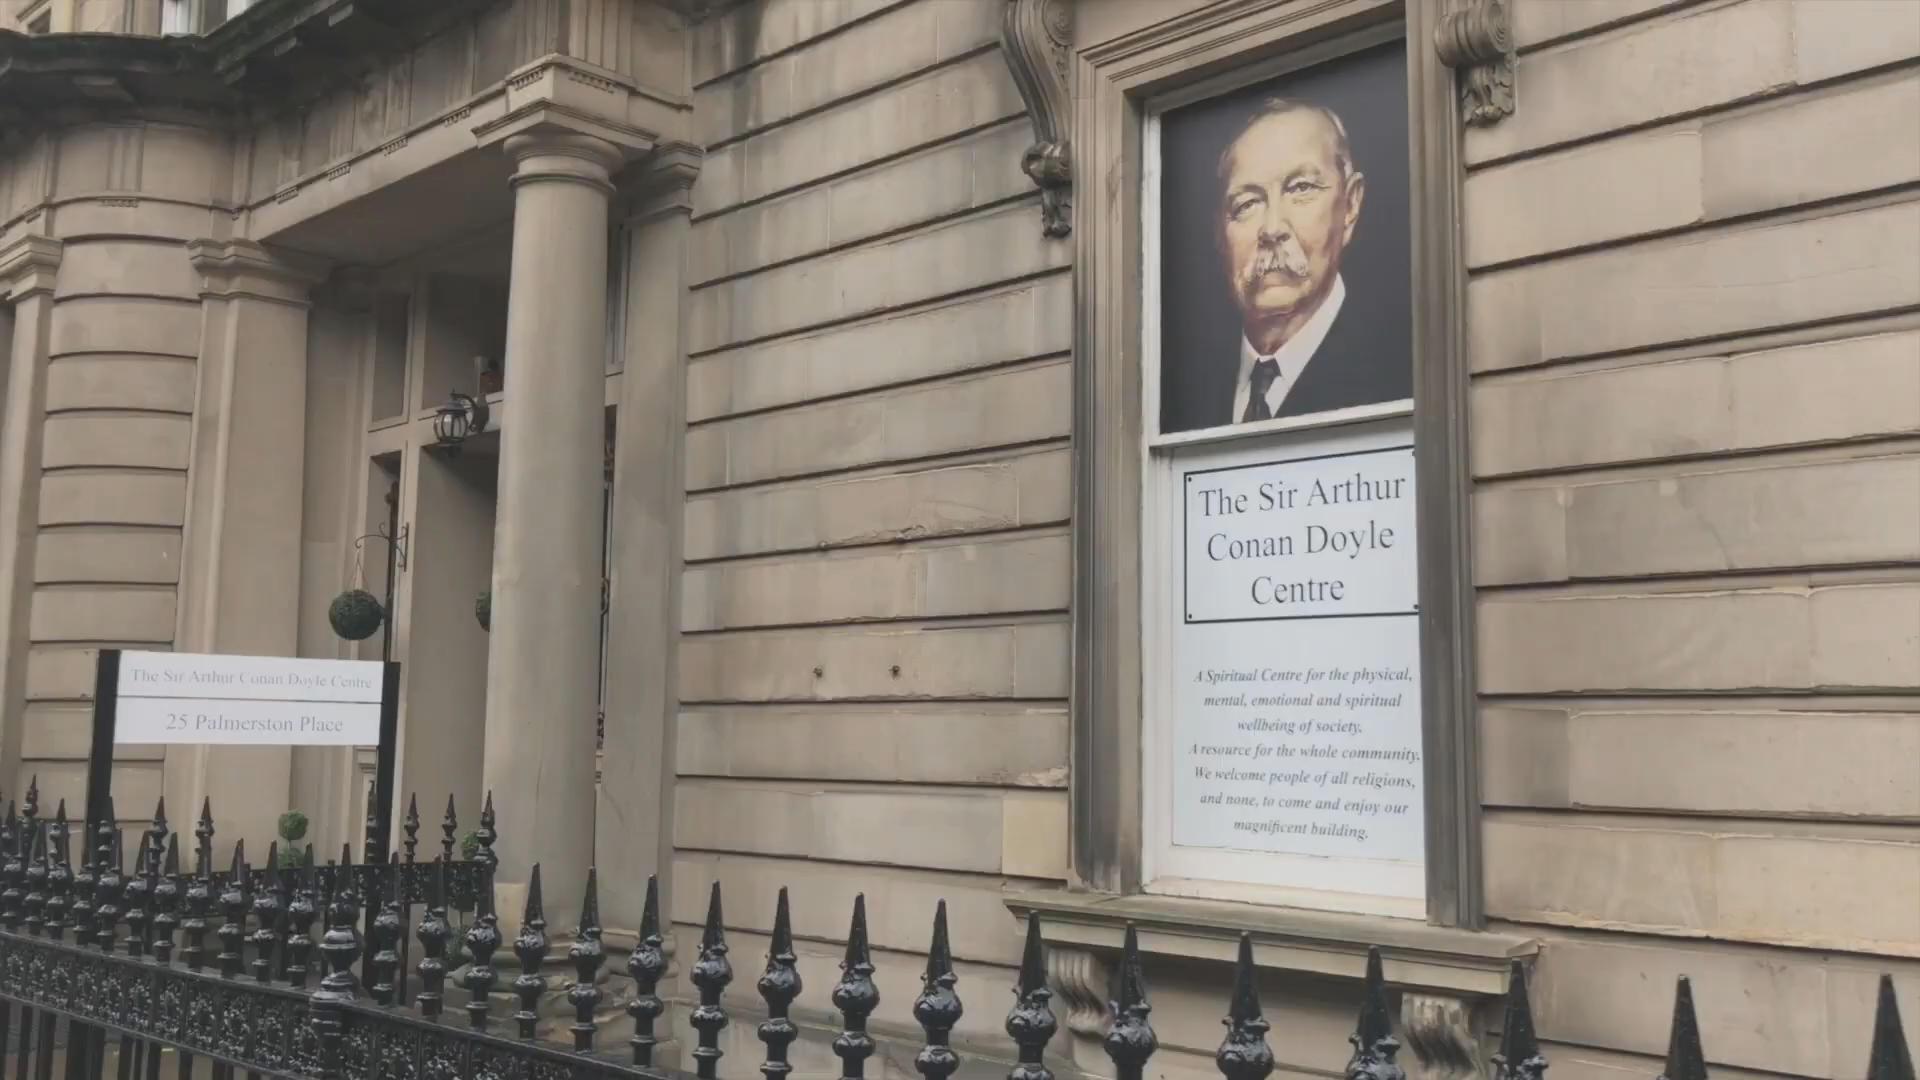 The Sir Arthur
Conan Doyle
Centre
A Spiritual Centre for the physical,
mental, emotional and spiritual
wellbeing of society.
A resource for the whole community.
We welcome people of all religions,
and none, to come and enjoy our
magnificent building.
The Sir Arthur Conan Doyle Centre
25 Palmerston Place